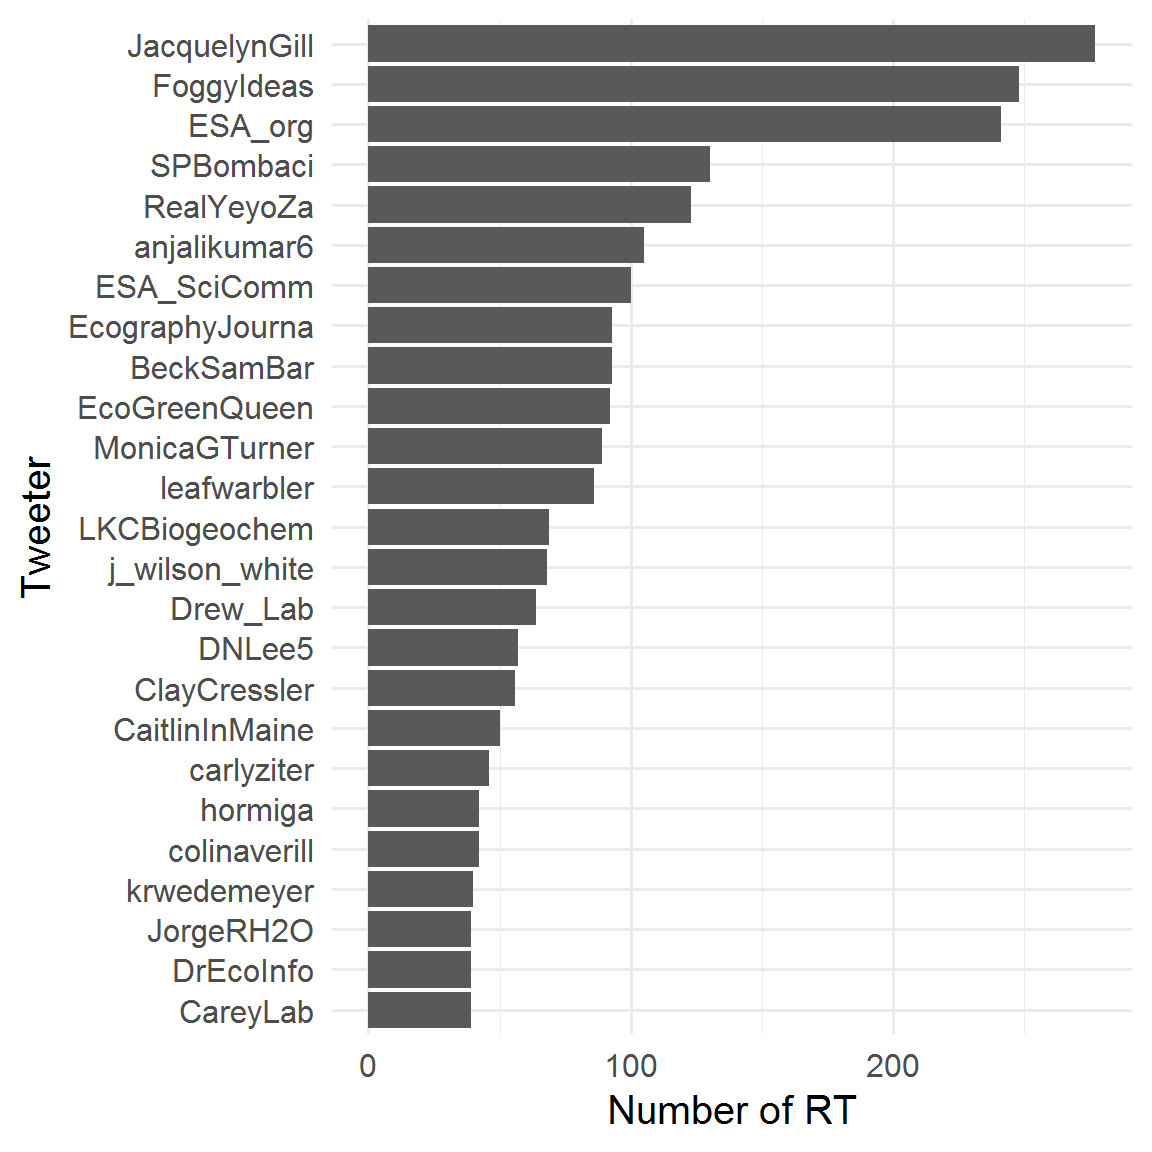 JacquelynGill
FoggyIdeas
ESA_org
SPBombaci
RealYeyoZa
anjalikumar6
ESA_SciComm
EcographyJourna
BeckSamBar
EcoGreenQueen
MonicaGTurner
leafwarbler
LKCBiogeochem
j_wilson_white
Drew_Lab
DNLee5
ClayCressler
CaitlinInMaine
carlyziter
hormiga
colinaverill
krwedemeyer
JorgeRH2O
DrEcoInfo
CareyLab
Tweeter
0 100 200
Number of RT